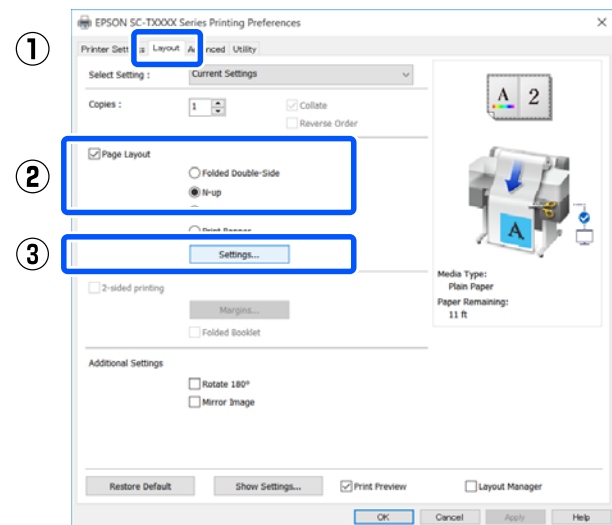 EPSON SC-TXXXX Series Printing Preferences
①
Layout
Utility
Select Setting :
Current Settings
Copies :
1
Collate
Reverse Order
A 2
②
Page Layout
Folded Double-Side
N-up
A
③
Print Banner
Settings...
2-sided printing
Margins...
Folded Booklet
Media Type:
Plain Paper
Paper Remaining:
11 ft
Additional Settings
Rotate 180°
Mirror Image
Restore Default
Show Settings...
Print Preview
Layout Manager
OK
Cancel
Apply
Help